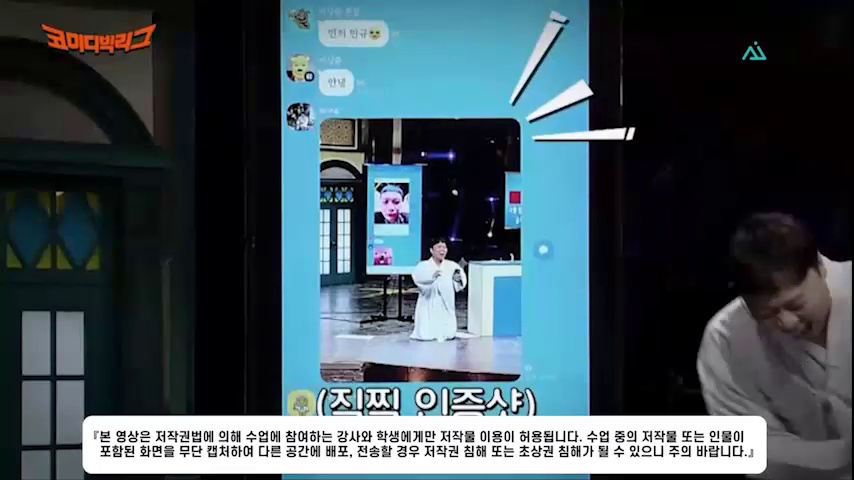 코미디빅리그
민저 민규
안녕
(직찍 인증샷)
『본 영상은 저작권법에 의해 수업에 참여하는 강사와 학생에게만 저작물 이용이 허용됩니다. 수업 중의 저작물 또는 인물이
포함된 화면을 무단 캡처하여 다른 공간에 배포, 전송할 경우 저작권 침해 또는 초상권 침해가 될 수 있으니 주의 바랍니다.』